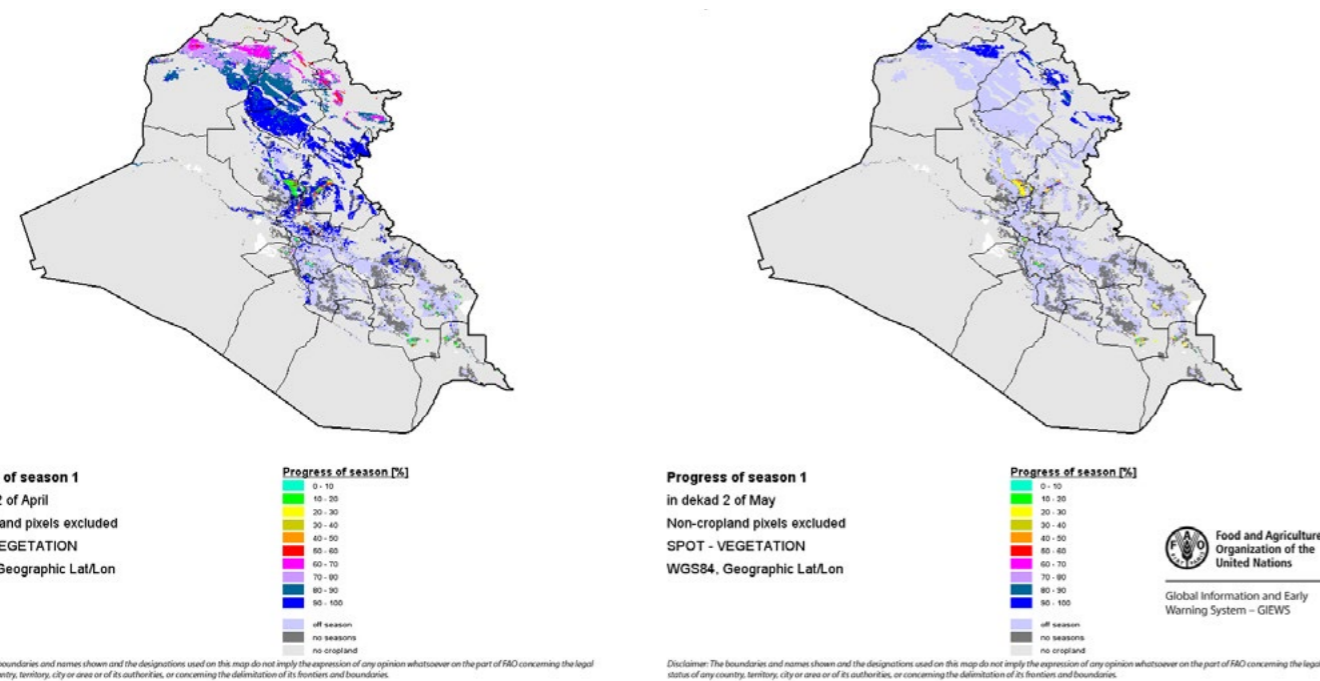 of season 1
2 of April
and pixels excluded
EGETATION
Geographic Lat/Lon
Progress of season [%]
0 - 10
10 - 20
20 - 30
30 - 40
40 - 50
50 - 60
60 - 70
70 - 80
80 - 90
90 - 100
off season
no seasons
no cropland
oundaries and names shown and the designations used on this map do not imply the expression of any opinion whatsoever on the part of FAO concerning the legal
ntry, territory, city or area or of its authorities, or concerning the delimitation of its frontiers and boundaries.
Progress of season 1
in dekad 2 of May
Non-cropland pixels excluded
SPOT - VEGETATION
WGS84, Geographic Lat/Lon
Progress of season [%]
0 - 10
10 - 20
20 - 30
30 - 40
40 - 50
50 - 60
60 - 70
70 - 80
80 - 90
90 - 100
off season
no seasons
no cropland
FAO
Food and Agriculture
Organization of the
United Nations
Global Information and Early
Warning System – GIEWS
Disclaimer: The boundaries and names shown and the designations used on this map do not imply the expression of any opinion whatsoever on the part of FAO concerning the legal
status of any country, territory, city or area or of its authorities, or concerning the delimitation of its frontiers and boundaries.